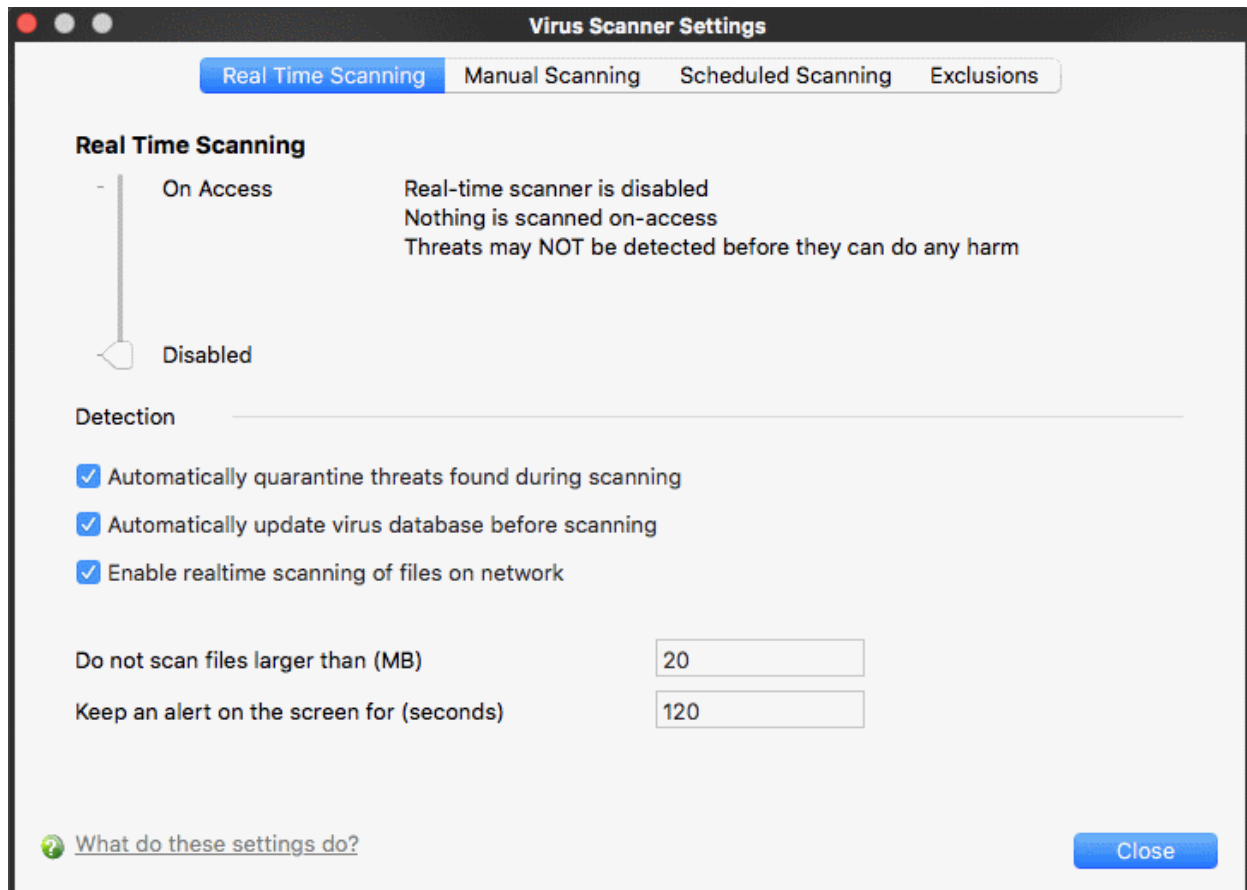 Virus Scanner Settings
Real Time Scanning Manual Scanning Scheduled Scanning Exclusions
Real Time Scanning
On Access
Real-time scanner is disabled
Nothing is scanned on-access
Threats may NOT be detected before they can do any harm
Disabled
Detection
Automatically quarantine threats found during scanning
Automatically update virus database before scanning
Enable realtime scanning of files on network
Do not scan files larger than (MB) 20
Keep an alert on the screen for (seconds) 120
? What do these settings do?
Close